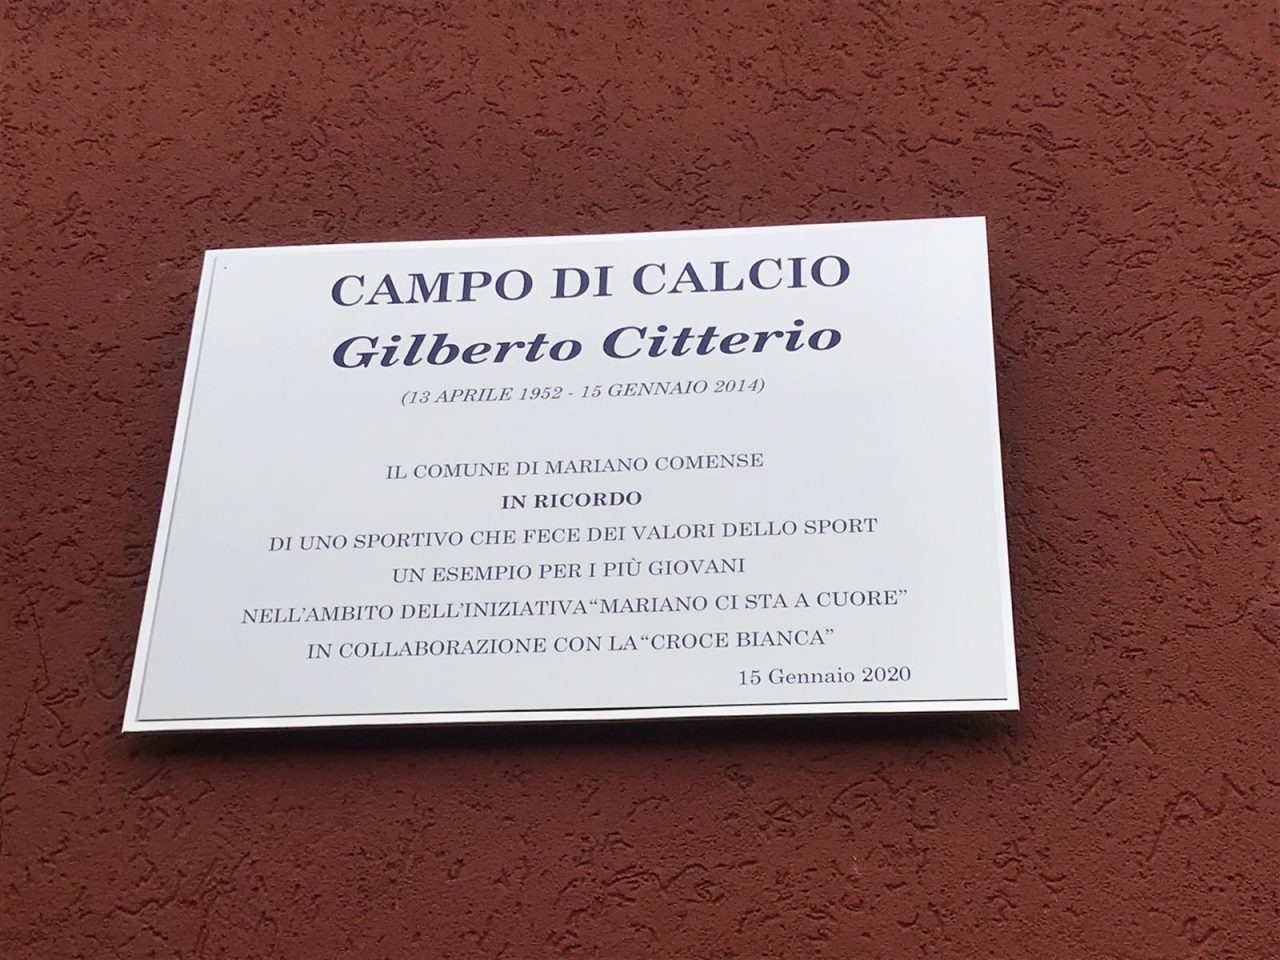 CAMPO DI CALCIO
Gilberto Citterio
(13 APRILE 1952 - 15 GENNAIO 2014)
IL COMUNE DI MARIANO COMENSE
IN RICORDO
DI UNO SPORTIVO CHE FECE DEI VALORI DELLO SPORT
UN ESEMPIO PER I PIÙ GIOVANI
NELL'AMBITO DELL'INIZIATIVA“MARIANO CI STA A CUORE”
IN COLLABORAZIONE CON LA“CROCE BIANCA”
15 Gennaio 2020